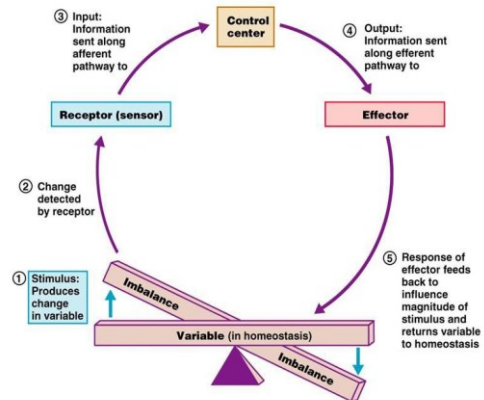 ③ Input:
Information
sent along
afferent
pathway to
Control
center
④ Output:
Information sent
along efferent
pathway to
Receptor (sensor)
Effector
② Change
detected
by receptor
① Stimulus:
Produces
change
in variable
Imbalance
Variable (in homeostasis)
Imbalance
⑤ Response of
effector feeds
back to
influence
magnitude of
stimulus and
returns variable
to homeostasis